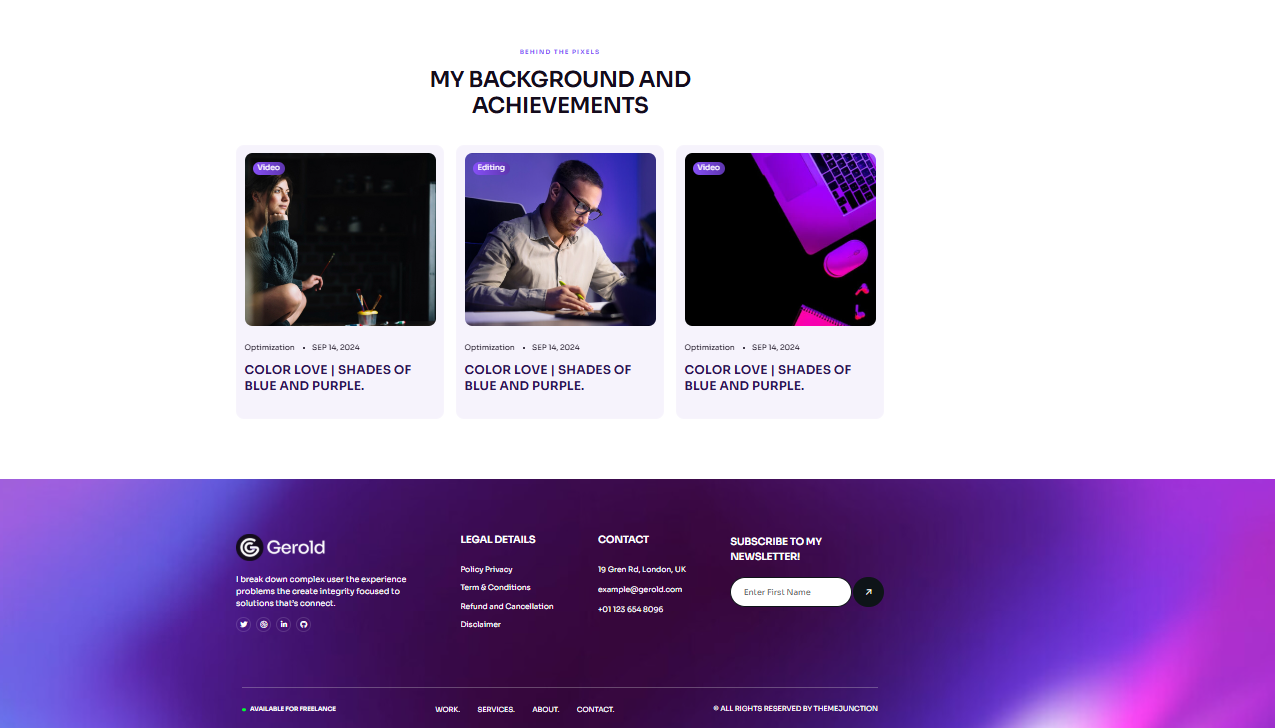 BEHIND THE PIXELS
MY BACKGROUND AND
ACHIEVEMENTS
Video
Editing
Video
Optimization • SEP 14, 2024
COLOR LOVE | SHADES OF
BLUE AND PURPLE.
Optimization • SEP 14, 2024
COLOR LOVE | SHADES OF
BLUE AND PURPLE.
Optimization • SEP 14, 2024
COLOR LOVE | SHADES OF
BLUE AND PURPLE.
Gerold
I break down complex user the experience
problems the create integrity focused to
solutions that's connect.
LEGAL DETAILS
Policy Privacy
Term & Conditions
Refund and Cancellation
Disclaimer
CONTACT
19 Gren Rd, London, UK
example@gerold.com
+01 123 654 8096
SUBSCRIBE TO MY
NEWSLETTER!
Enter First Name
AVAILABLE FOR FREELANCE
WORK. SERVICES. ABOUT. CONTACT.
® ALL RIGHTS RESERVED BY THEMEJUNCTION